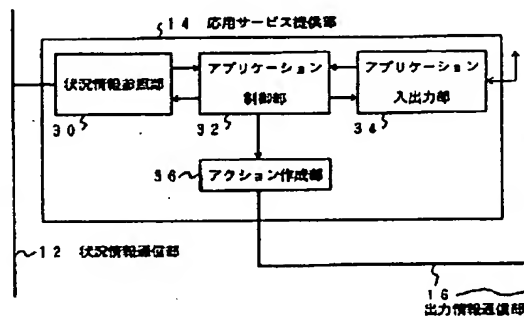 14 応用サービス提供部
状況情報参照部
30
アプリケーション
制御部
32
アプリケーション
入出力部
34
36
アクション作成部
12 状況情報通信部
16
出力情報通信部